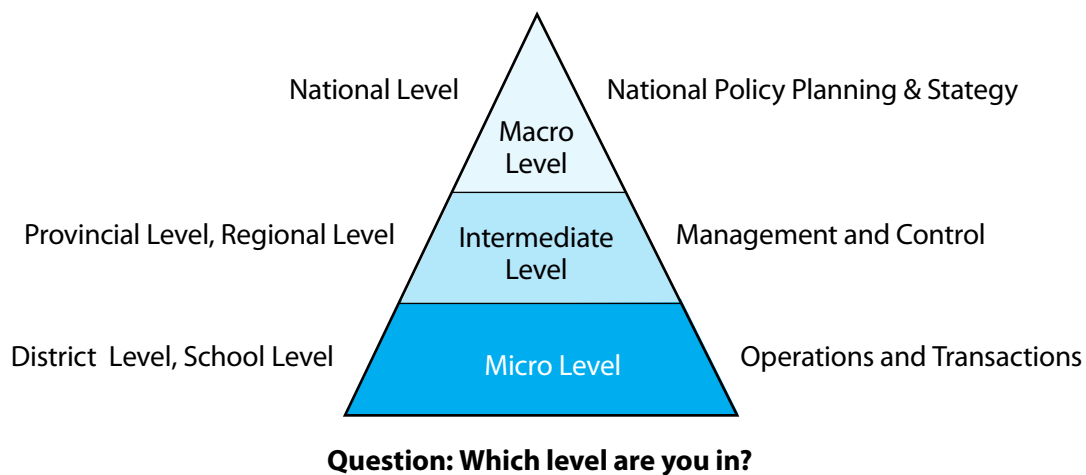 National Level
National Policy Planning & Stategy
Macro
Level
Provincial Level, Regional Level
Intermediate
Level
Management and Control
District Level, School Level
Micro Level
Operations and Transactions
Question: Which level are you in?